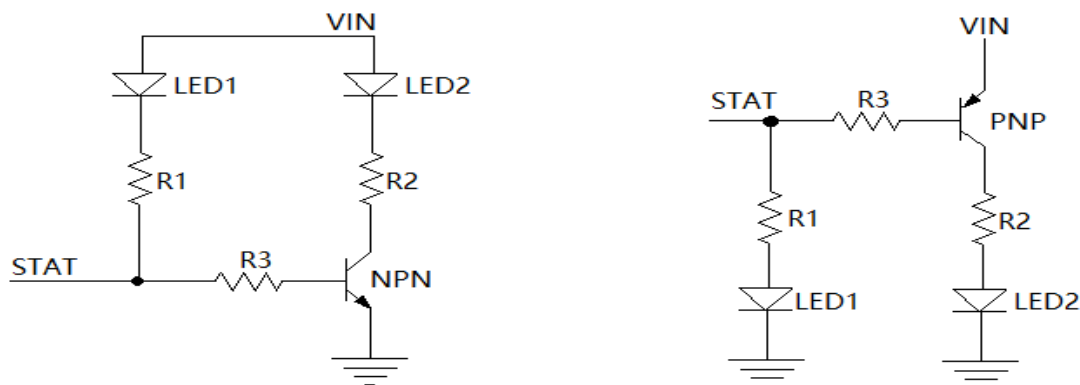 VIN
LED1
LED2
R1
R2
R3
STAT
NPN
VIN
STAT
R3
PNP
R1
R2
LED1
LED2